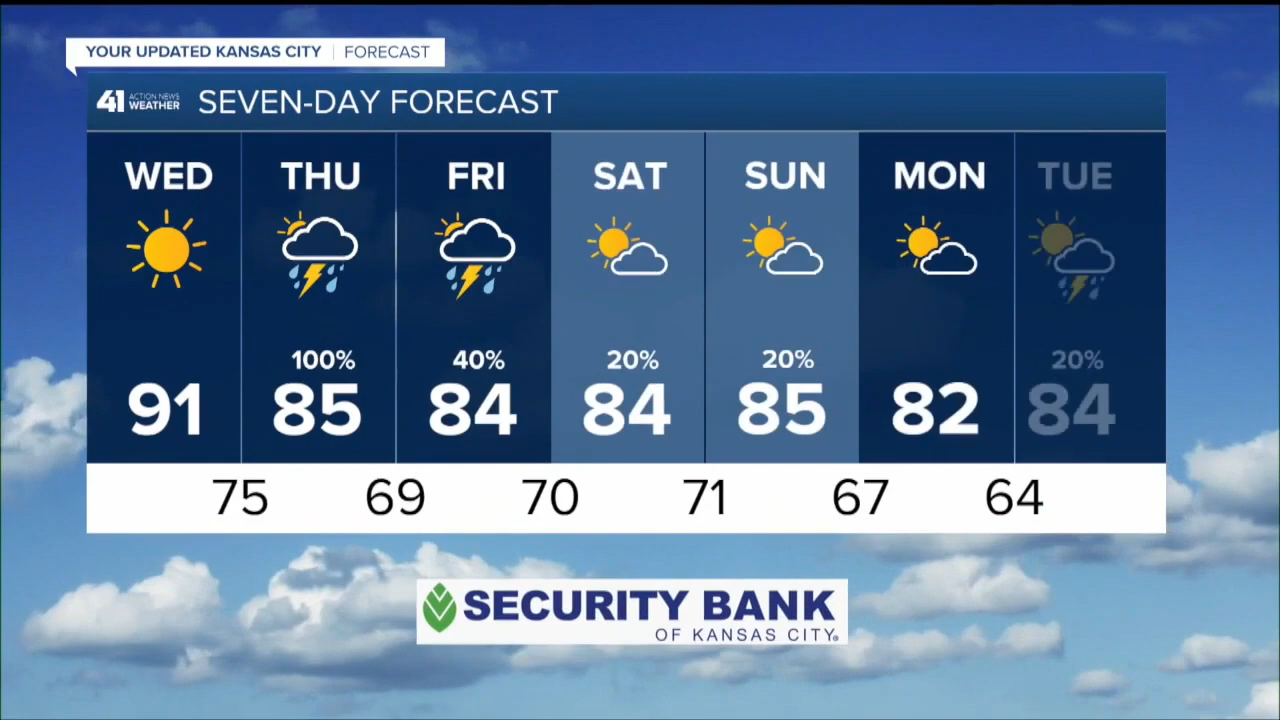 YOUR UPDATED KANSAS CITY | FORECAST
41 ACTION NEWS WEATHER SEVEN-DAY FORECAST
WED THU FRI SAT SUN MON TUE
100% 40% 20% 20% 20%
91 85 84 84 85 82 84
75 69 70 71 67 64
SECURITY BANK
OF KANSAS CITY®